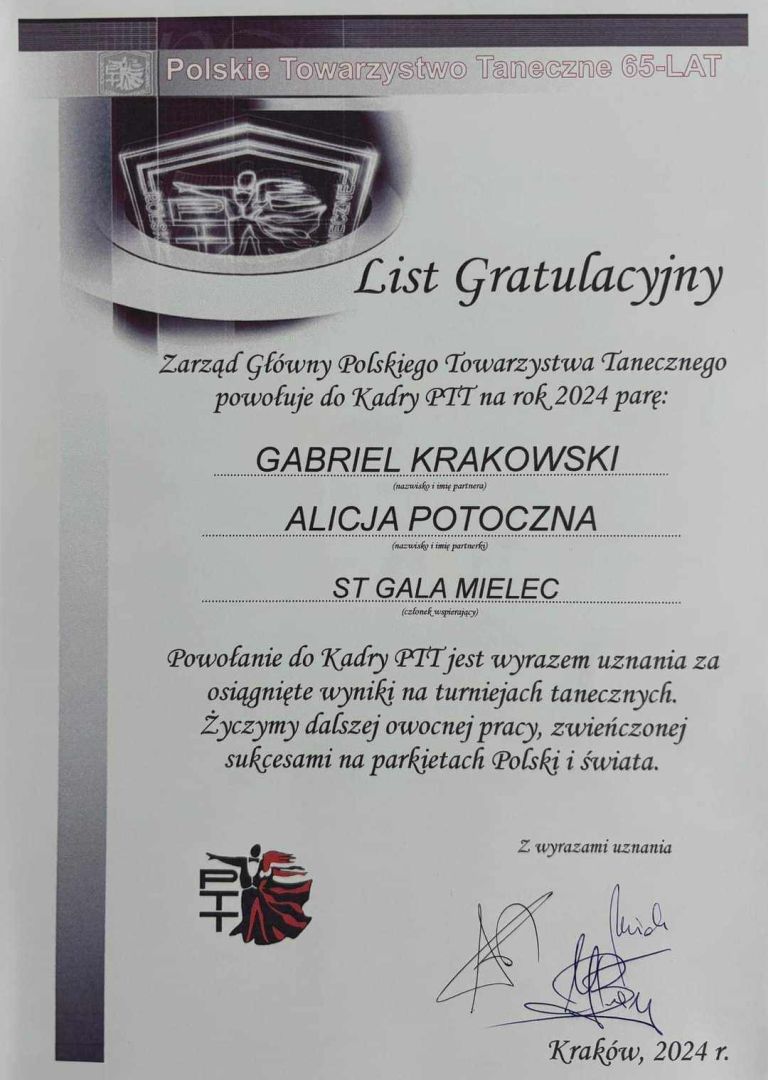 Polskie Towarzystwo Taneczne 65-LAT
List Gratulacyjny
Zarząd Główny Polskiego Towarzystwa Tanecznego
powołuje do Kadry PTT na rok 2024 parę:
GABRIEL KRAKOWSKI
(nazwisko i imię partnera)
ALICJA POTOCZNA
(nazwisko i imię partnerki)
ST GALA MIELEC
(członek wspierający)
Powołanie do Kadry PTT jest wyrazem uznania za
osiągnięte wyniki na turniejach tanecznych.
Życzymy dalszej owocnej pracy, zwieńczonej
sukcesami na parkietach Polski i świata.
Z wyrazami uznania
PTT
Kraków, 2024 r.